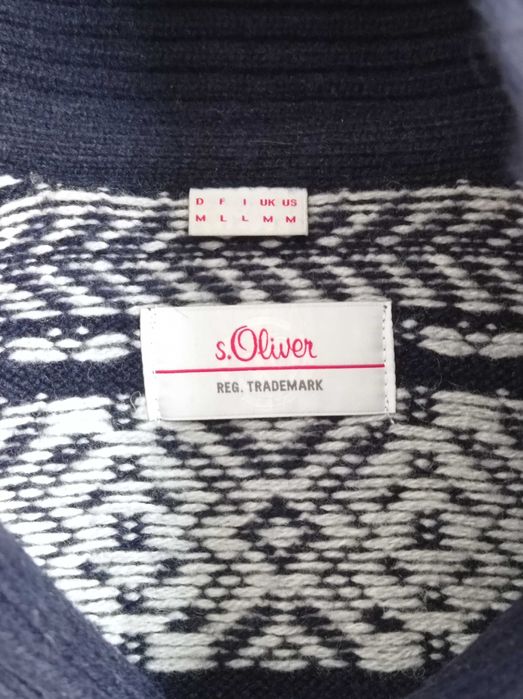 D F I UK US
M L L M M
s.Oliver
REG. TRADEMARK